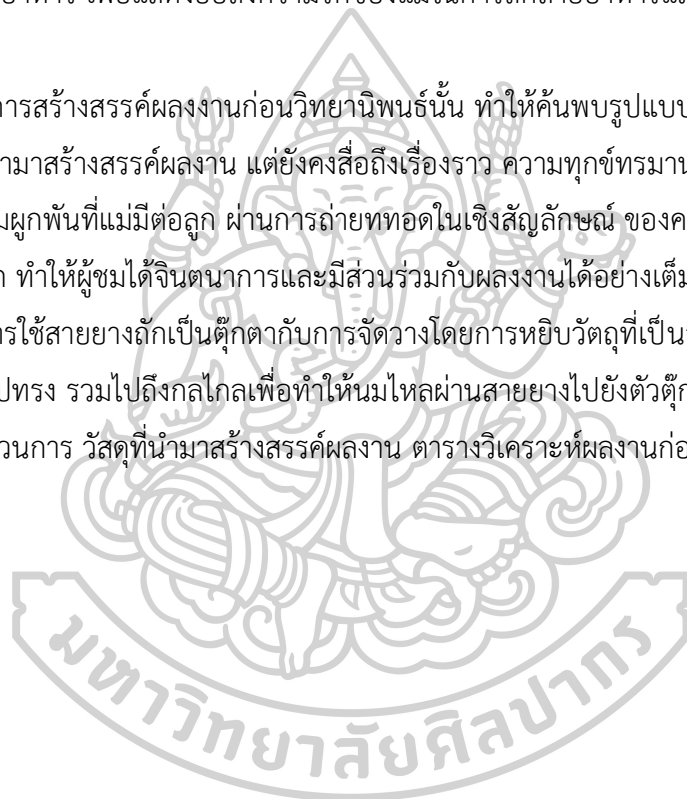 การสร้างสรรค์ผลงานก่อนวิทยานิพนธ์นั้น ทำให้ค้นพบรูปแบบ
มาสร้างสรรค์ผลงาน แต่ยังคงสื่อถึงเรื่องราว ความทุกข์ทรมาน
ผูกพันที่แม่มีต่อลูก ผ่านการถ่ายททอดในเชิงสัญลักษณ์ ของ
ทำให้ผู้ชมได้จินตนาการและมีส่วนร่วมกับผลงานได้อย่างเต็ม
ารใช้สายยางถักเป็นตุ๊กตากับการจัดวางโดยการหยิบวัตถุที่เป็น
ปทรง รวมไปถึงกลไกลเพื่อทำให้นมไหลผ่านสายยางไปยังตัวตุ๊ก
วนการ วัสดุที่นำมาสร้างสรรค์ผลงาน ตารางวิเคราะห์ผลงานก่อ
มหาวิทยาลัยศิลปากร